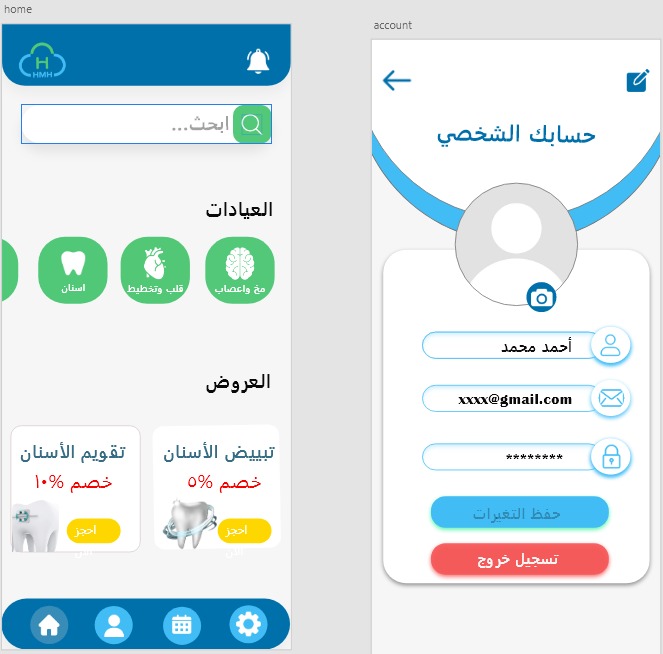 home
H
HMH
ابحث...
العيادات
مخ واعصاب
قلب وتخطيط
اسنان
العروض
تبييض الأسنان
خصم %٥
احجز
تقويم الأسنان
خصم %١٠
احجز
account
حسابك الشخصي
أحمد محمد
xxxx@gmail.com
********
حفظ التغيرات
تسجيل خروج